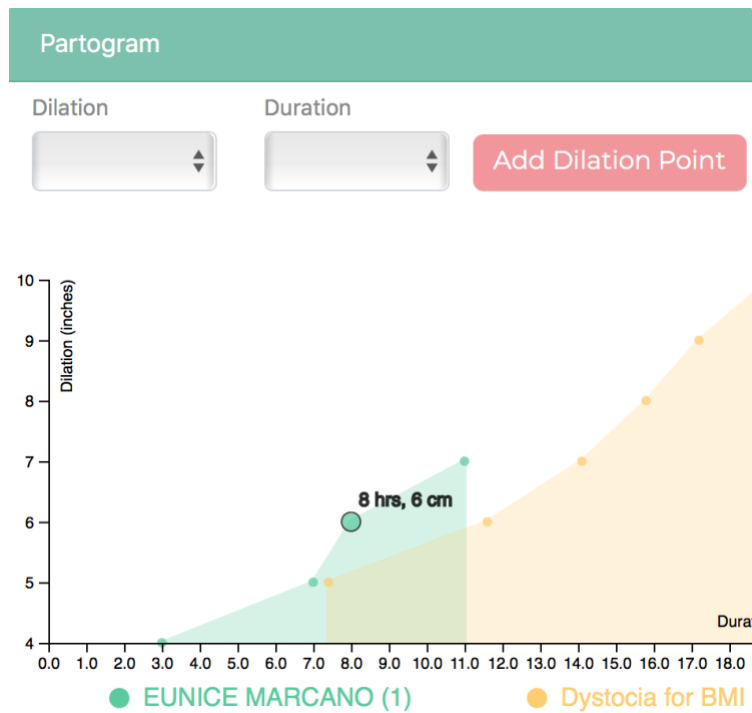 Partogram
Dilation Duration
Add Dilation Point
10
Dilation (inches)
9
8
7
8 hrs, 6 cm
6
5
Dura
4
0.0 1.0 2.0 3.0 4.0 5.0 6.0 7.0 8.0 9.0 10.0 11.0 12.0 13.0 14.0 15.0 16.0 17.0 18.0
EUNICE MARCANO (1) Dystocia for BMI